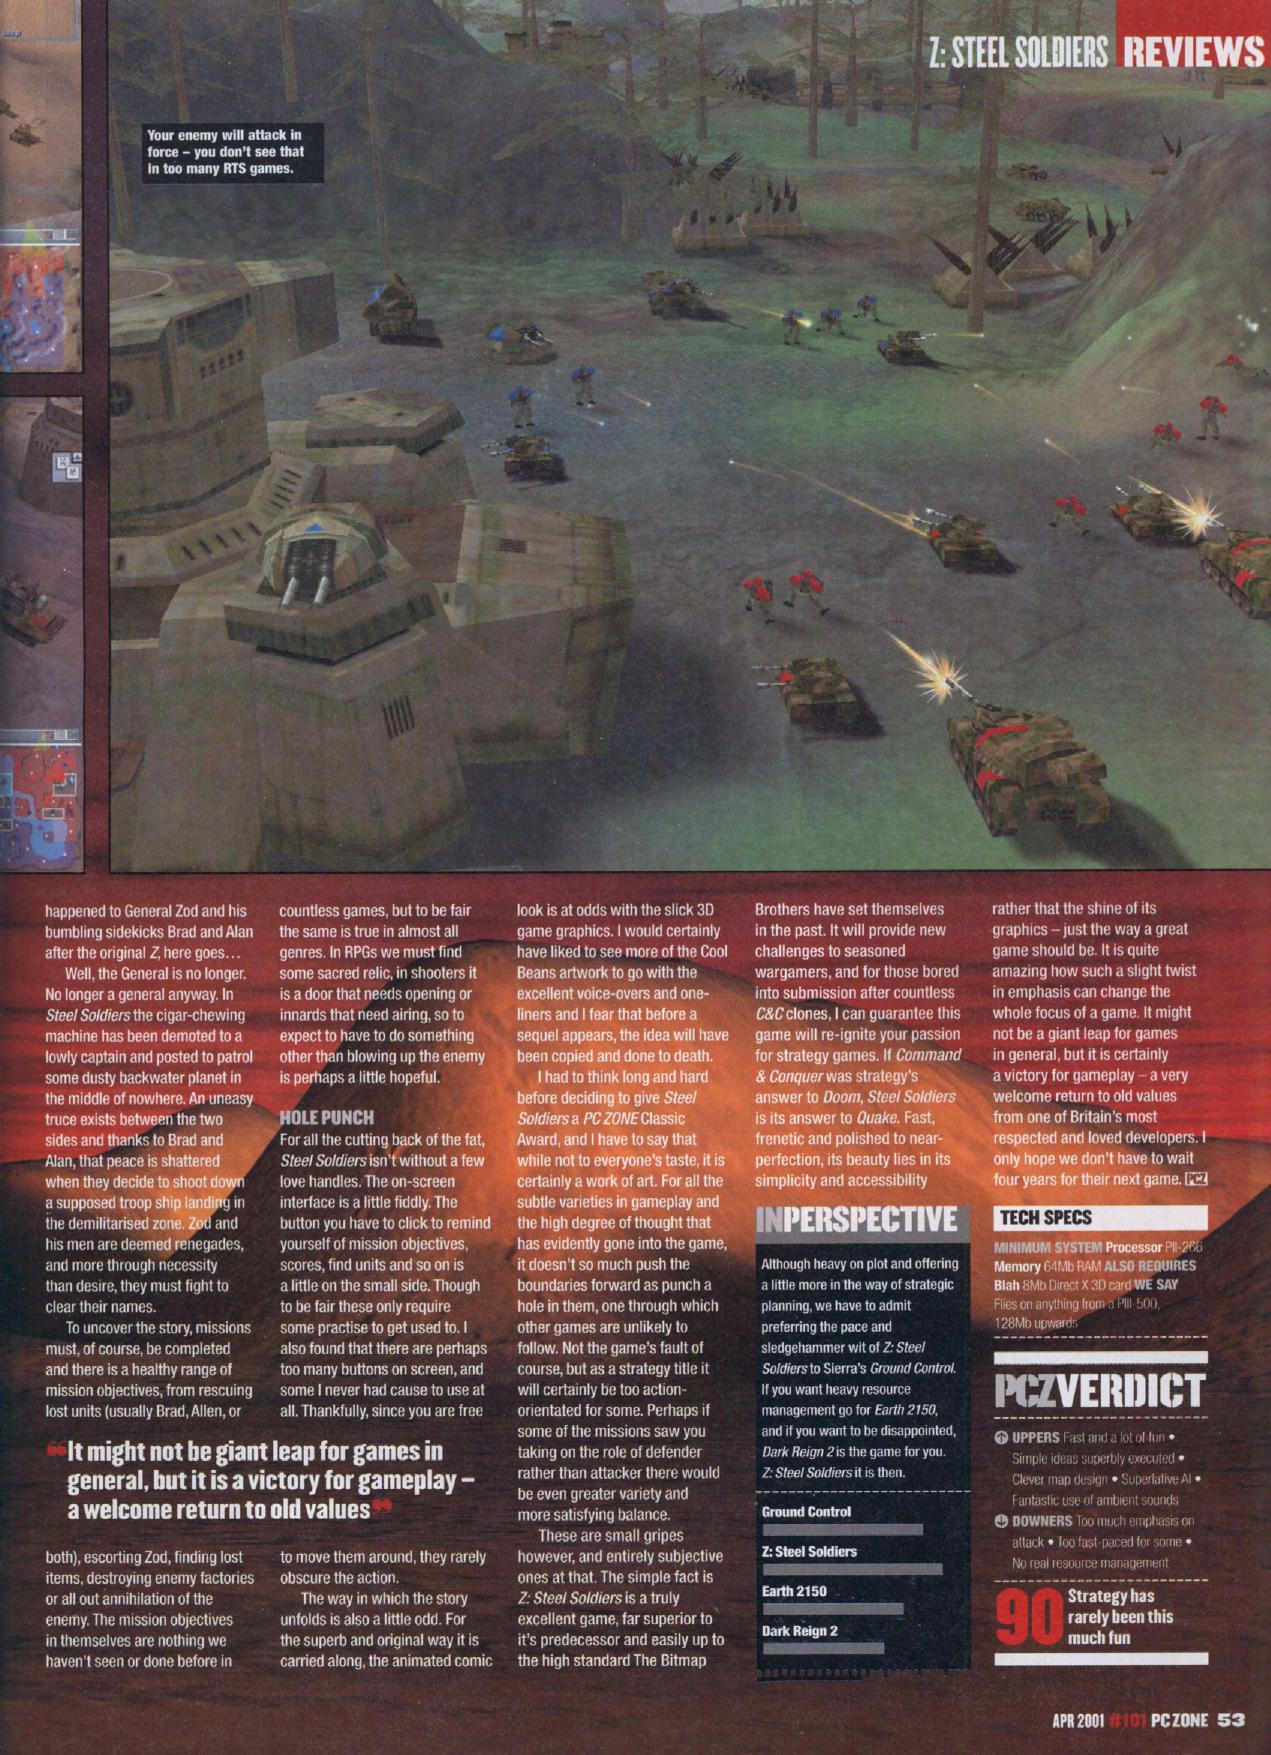 Z: STEEL SOLDIERS REVIEWS
Your enemy will attack in
force – you don't see that
in too many RTS games.
happened to General Zod and his
bumbling sidekicks Brad and Alan
after the original Z, here goes…
Well, the General is no longer.
No longer a general anyway. In
Steel Soldiers the cigar-chewing
machine has been demoted to a
lowly captain and posted to patrol
some dusty backwater planet in
the middle of nowhere. An uneasy
truce exists between the two
sides and thanks to Brad and
Alan, that peace is shattered
when they decide to shoot down
a supposed troop ship landing in
the demilitarised zone. Zod and
his men are deemed renegades,
and more through necessity
than desire, they must fight to
clear their names.
To uncover the story, missions
must, of course, be completed
and there is a healthy range of
mission objectives, from rescuing
lost units (usually Brad, Allen, or
both), escorting Zod, finding lost
items, destroying enemy factories
or all out annihilation of the
enemy. The mission objectives
in themselves are nothing we
haven't seen or done before in
countless games, but to be fair
the same is true in almost all
genres. In RPGs we must find
some sacred relic, in shooters it
is a door that needs opening or
innards that need airing, so to
expect to have to do something
other than blowing up the enemy
is perhaps a little hopeful.
HOLE PUNCH
For all the cutting back of the fat,
Steel Soldiers isn't without a few
love handles. The on-screen
interface is a little fiddly. The
button you have to click to remind
yourself of mission objectives,
scores, find units and so on is
a little on the small side. Though
to be fair these only require
some practise to get used to. I
also found that there are perhaps
too many buttons on screen, and
some I never had cause to use at
all. Thankfully, since you are free
to move them around, they rarely
obscure the action.
The way in which the story
unfolds is also a little odd. For
the superb and original way it is
carried along, the animated comic
look is at odds with the slick 3D
game graphics. I would certainly
have liked to see more of the Cool
Beans artwork to go with the
excellent voice-overs and one-
liners and I fear that before a
sequel appears, the idea will have
been copied and done to death.
I had to think long and hard
before deciding to give Steel
Soldiers a PC ZONE Classic
Award, and I have to say that
while not to everyone's taste, it is
certainly a work of art. For all the
subtle varieties in gameplay and
the high degree of thought that
has evidently gone into the game,
it doesn't so much push the
boundaries forward as punch a
hole in them, one through which
other games are unlikely to
follow. Not the game's fault of
course, but as a strategy title it
will certainly be too action-
orientated for some. Perhaps if
some of the missions saw you
taking on the role of defender
rather than attacker there would
be even greater variety and
more satisfying balance.
These are small gripes
however, and entirely subjective
ones at that. The simple fact is
Z: Steel Soldiers is a truly
excellent game, far superior to
it's predecessor and easily up to
the high standard The Bitmap
Brothers have set themselves
in the past. It will provide new
challenges to seasoned
wargamers, and for those bored
into submission after countless
C&C clones, I can guarantee this
game will re-ignite your passion
for strategy games. If Command
& Conquer was strategy's
answer to Doom, Steel Soldiers
is its answer to Quake. Fast,
frenetic and polished to near-
perfection, its beauty lies in its
simplicity and accessibility
rather that the shine of its
graphics – just the way a great
game should be. It is quite
amazing how such a slight twist
in emphasis can change the
whole focus of a game. It might
not be a giant leap for games
in general, but it is certainly
a victory for gameplay – a very
welcome return to old values
from one of Britain's most
respected and loved developers. I
only hope we don't have to wait
four years for their next game. PCZ
“It might not be giant leap for games in
general, but it is a victory for gameplay –
a welcome return to old values”
INPERSPECTIVE
Although heavy on plot and offering
a little more in the way of strategic
planning, we have to admit
preferring the pace and
sledgehammer wit of Z: Steel
Soldiers to Sierra's Ground Control.
If you want heavy resource
management go for Earth 2150,
and if you want to be disappointed,
Dark Reign 2 is the game for you.
Z: Steel Soldiers it is then.
Ground Control
Z: Steel Soldiers
Earth 2150
Dark Reign 2
TECH SPECS
MINIMUM SYSTEM Processor PII-266
Memory 64Mb RAM ALSO REQUIRES
Blah 8Mb Direct X 3D card WE SAY
Flies on anything from a PIII-500,
128Mb upwards
PCZVERDICT
UPPERS Fast and a lot of fun •
Simple ideas superbly executed •
Clever map design • Superlative AI •
Fantastic use of ambient sounds
DOWNERS Too much emphasis on
attack • Too fast-paced for some •
No real resource management
90 Strategy has
rarely been this
much fun
APR 2001 #101 PCZONE 53